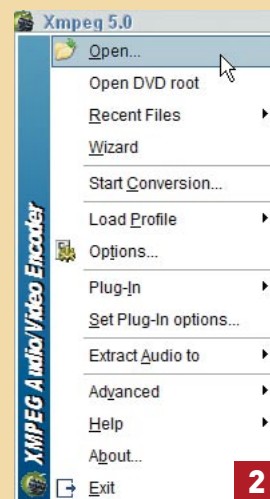 Xmpeg 5.0
Open...
Open DVD root
Recent Files
Wizard
Start Conversion...
Load Profile
Options...
Plug-In
Set Plug-In options...
Extract Audio to
Advanced
Help
About...
Exit
XMPEG Audio/Video Encoder
2